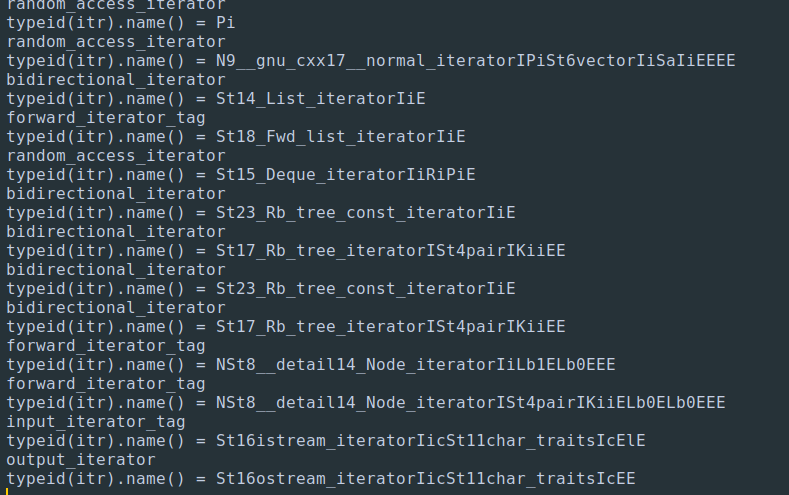 random_access_iterator
typeid(itr).name() = Pi
random_access_iterator
typeid(itr).name() = N9__gnu_cxx17__normal_iteratorIPiSt6vectorIiSaIiEEEE
bidirectional_iterator
typeid(itr).name() = St14_List_iteratorIiE
forward_iterator_tag
typeid(itr).name() = St18_Fwd_list_iteratorIiE
random_access_iterator
typeid(itr).name() = St15_Deque_iteratorIiRiPiE
bidirectional_iterator
typeid(itr).name() = St23_Rb_tree_const_iteratorIiE
bidirectional_iterator
typeid(itr).name() = St17_Rb_tree_iteratorISt4pairIKiiEE
bidirectional_iterator
typeid(itr).name() = St23_Rb_tree_const_iteratorIiE
bidirectional_iterator
typeid(itr).name() = St17_Rb_tree_iteratorISt4pairIKiiEE
forward_iterator_tag
typeid(itr).name() = NSt8__detail14_Node_iteratorIiLb1ELb0EEE
forward_iterator_tag
typeid(itr).name() = NSt8__detail14_Node_iteratorISt4pairIKiiELb0ELb0EEE
input_iterator_tag
typeid(itr).name() = St16istream_iteratorIicSt11char_traitsIcElE
output_iterator
typeid(itr).name() = St16ostream_iteratorIicSt11char_traitsIcEE